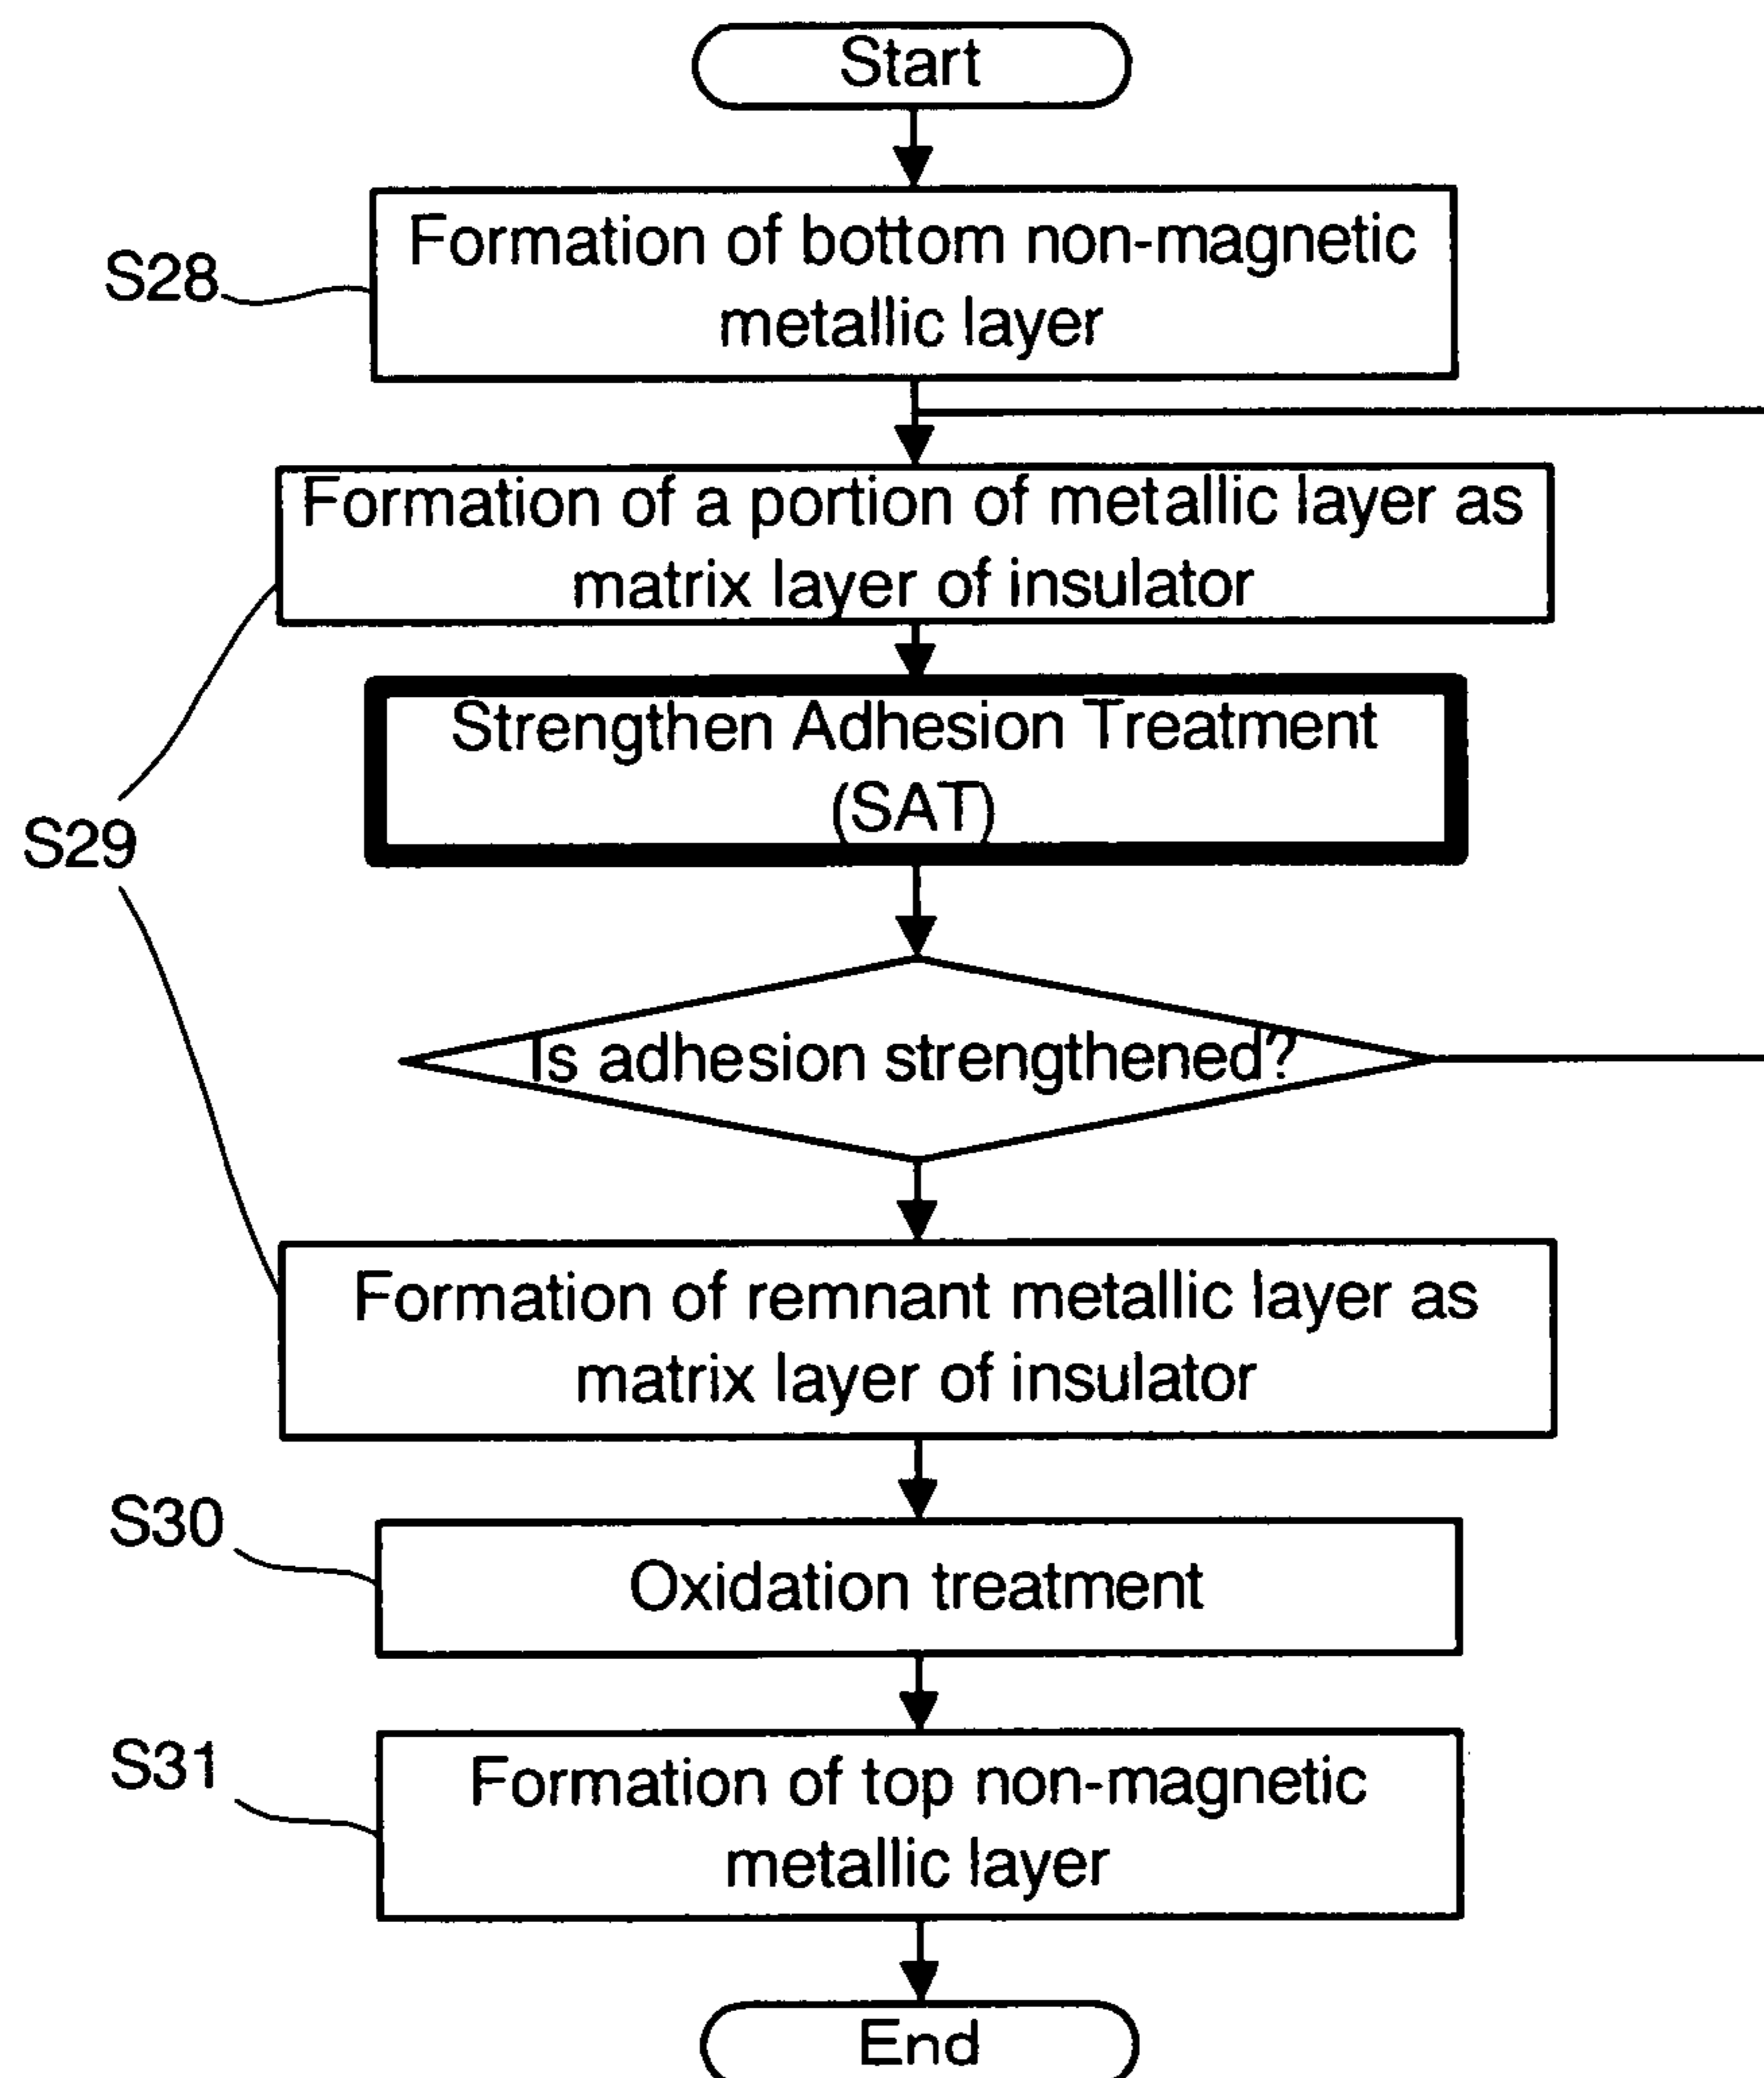 Start
S28
Formation of bottom non-magnetic
metallic layer
Formation of a portion of metallic layer as
matrix layer of insulator
Strengthen Adhesion Treatment
(SAT)
S29
Is adhesion strengthened?
Formation of remnant metallic layer as
matrix layer of insulator
S30
Oxidation treatment
S31
Formation of top non-magnetic
metallic layer
End